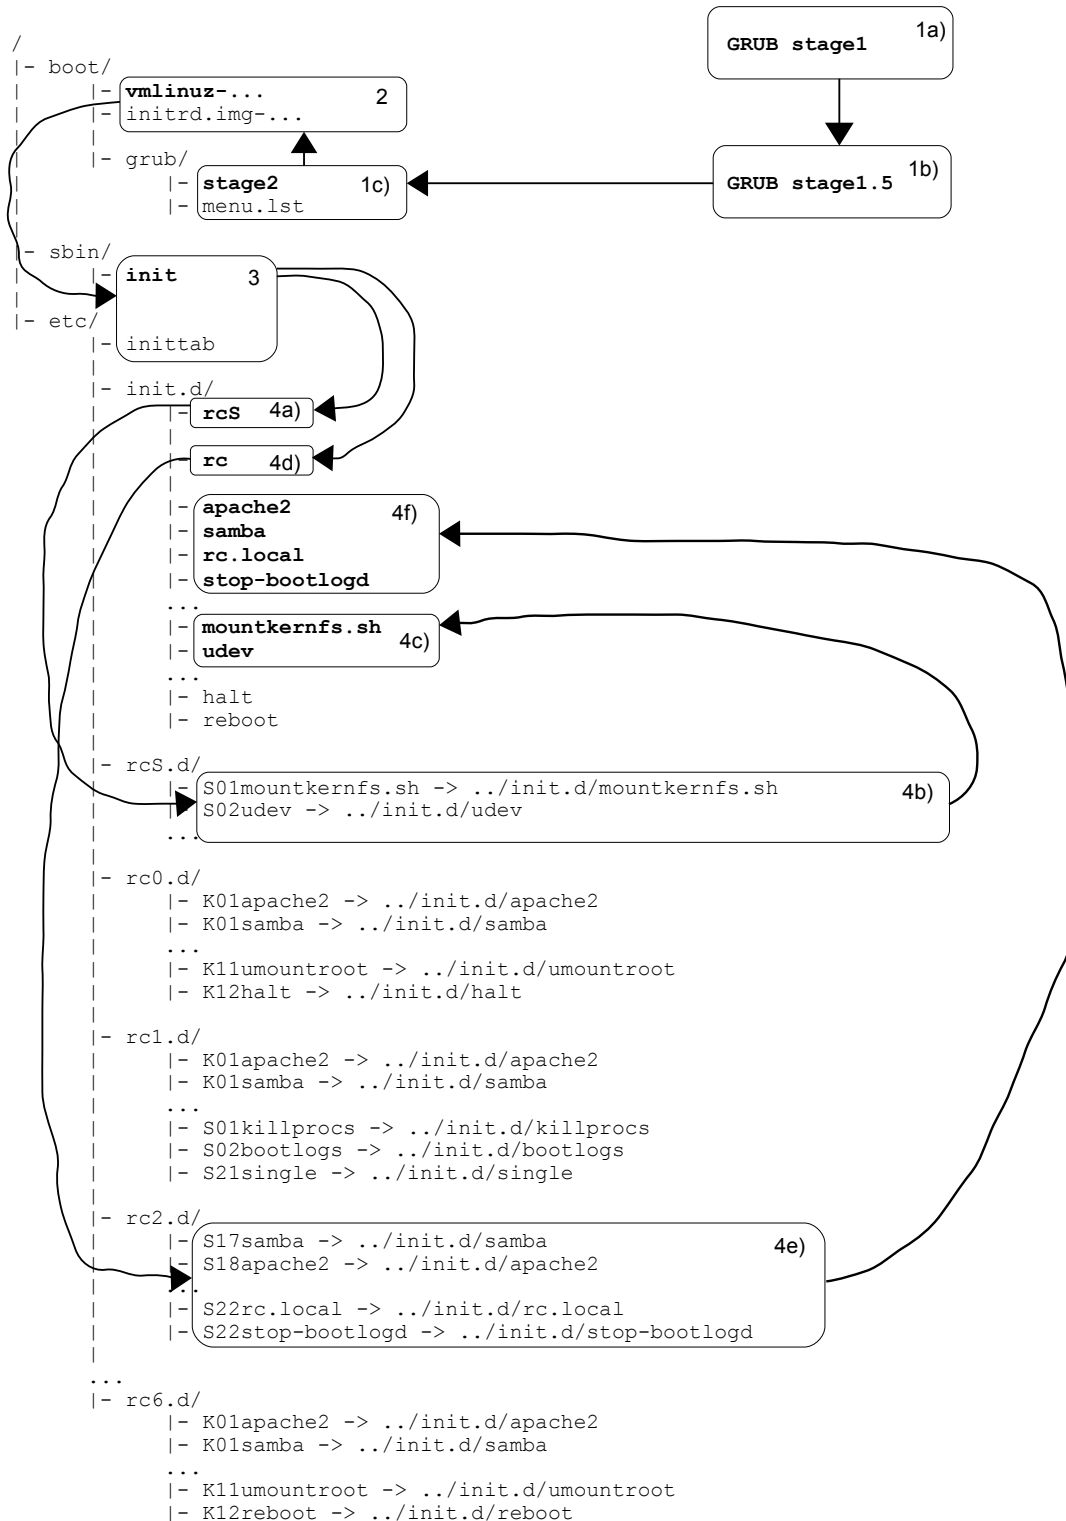 GRUB stage1 1a)
/
|- boot/
|- vmlinuz-... 2
|- initrd.img-...
|- grub/
|- stage2 1c)
|- menu.lst
GRUB stage1.5 1b)
|- sbin/
|- init 3
|- etc/
|- inittab
|- init.d/
|- rcS 4a)
|- rc 4d)
|- apache2 4f)
|- samba
|- rc.local
|- stop-bootlogd
...
|- mountkernfs.sh 4c)
|- udev
...
|- halt
|- reboot
|- rcS.d/
|- S01mountkernfs.sh -> ../init.d/mountkernfs.sh 4b)
|- S02udev -> ../init.d/udev
...
|- rc0.d/
|- K01apache2 -> ../init.d/apache2
|- K01samba -> ../init.d/samba
...
|- K11umountroot -> ../init.d/umountroot
|- K12halt -> ../init.d/halt
|- rc1.d/
|- K01apache2 -> ../init.d/apache2
|- K01samba -> ../init.d/samba
...
|- S01killprocs -> ../init.d/killprocs
|- S02bootlogs -> ../init.d/bootlogs
|- S21single -> ../init.d/single
|- rc2.d/
|- S17samba -> ../init.d/samba 4e)
|- S18apache2 -> ../init.d/apache2
...
|- S22rc.local -> ../init.d/rc.local
|- S22stop-bootlogd -> ../init.d/stop-bootlogd
...
|- rc6.d/
|- K01apache2 -> ../init.d/apache2
|- K01samba -> ../init.d/samba
...
|- K11umountroot -> ../init.d/umountroot
|- K12reboot -> ../init.d/reboot